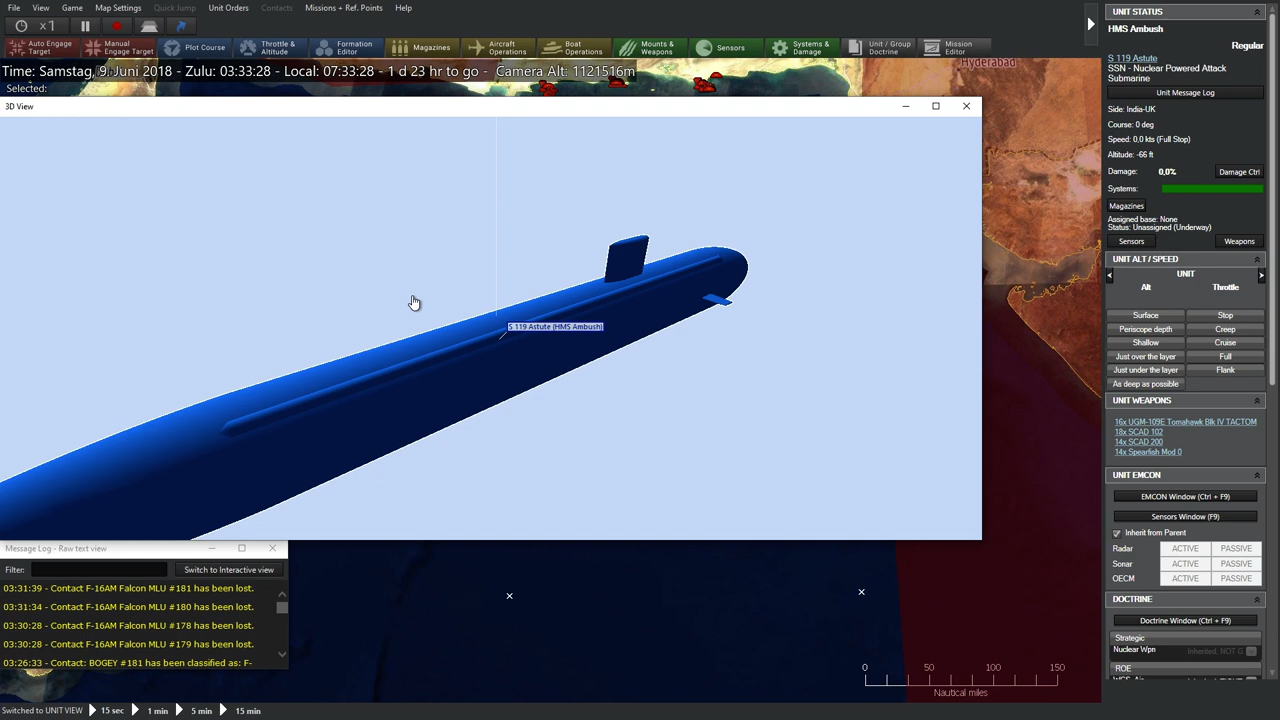 File View Game Map Settings Quick Jump Unit Orders Contacts Missions + Ref. Points Help
×1
Auto Engage Target Manual Engage Target Plot Course Throttle & Altitude Formation Editor Magazines Aircraft Operations Boat Operations Mounts & Weapons Sensors Systems & Damage Unit / Group Doctrine Mission Editor
Time: Samstag, 9. Juni 2018 - Zulu: 03:33:28 - Local: 07:33:28 - 1 d 23 hr to go - Camera Alt: 1121516m
Hyderabad
Selected:
3D View
S 119 Astute (HMS Ambush)
Message Log - Raw text view
Filter:
Switch to Interactive view
03:31:39 - Contact F-16AM Falcon MLU #181 has been lost.
03:31:34 - Contact F-16AM Falcon MLU #180 has been lost.
03:30:28 - Contact F-16AM Falcon MLU #178 has been lost.
03:30:28 - Contact F-16AM Falcon MLU #179 has been lost.
03:26:33 - Contact: BOGEY #181 has been classified as: F-
0 50 100 150
Nautical miles
Switched to UNIT VIEW 15 sec 1 min 5 min 15 min
UNIT STATUS
HMS Ambush
Regular
S 119 Astute
SSN - Nuclear Powered Attack
Submarine
Unit Message Log
Side: India-UK
Course: 0 deg
Speed: 0,0 kts (Full Stop)
Altitude: -66 ft
Damage: 0,0% Damage Ctrl
Systems:
Magazines
Assigned base: None
Status: Unassigned (Underway)
Sensors Weapons
UNIT ALT / SPEED
UNIT
Alt Throttle
Surface Stop
Periscope depth Creep
Shallow Cruise
Just over the layer Full
Just under the layer Flank
As deep as possible
UNIT WEAPONS
16x UGM-109E Tomahawk Blk IV TACTOM
18x SCAD 102
14x SCAD 200
14x Spearfish Mod 0
UNIT EMCON
EMCON Window (Ctrl + F9)
Sensors Window (F9)
Inherit from Parent
Radar ACTIVE PASSIVE
Sonar ACTIVE PASSIVE
OECM ACTIVE PASSIVE
DOCTRINE
Doctrine Window (Ctrl + F9)
Strategic
Nuclear Wpn Inherited, NOT G
ROE